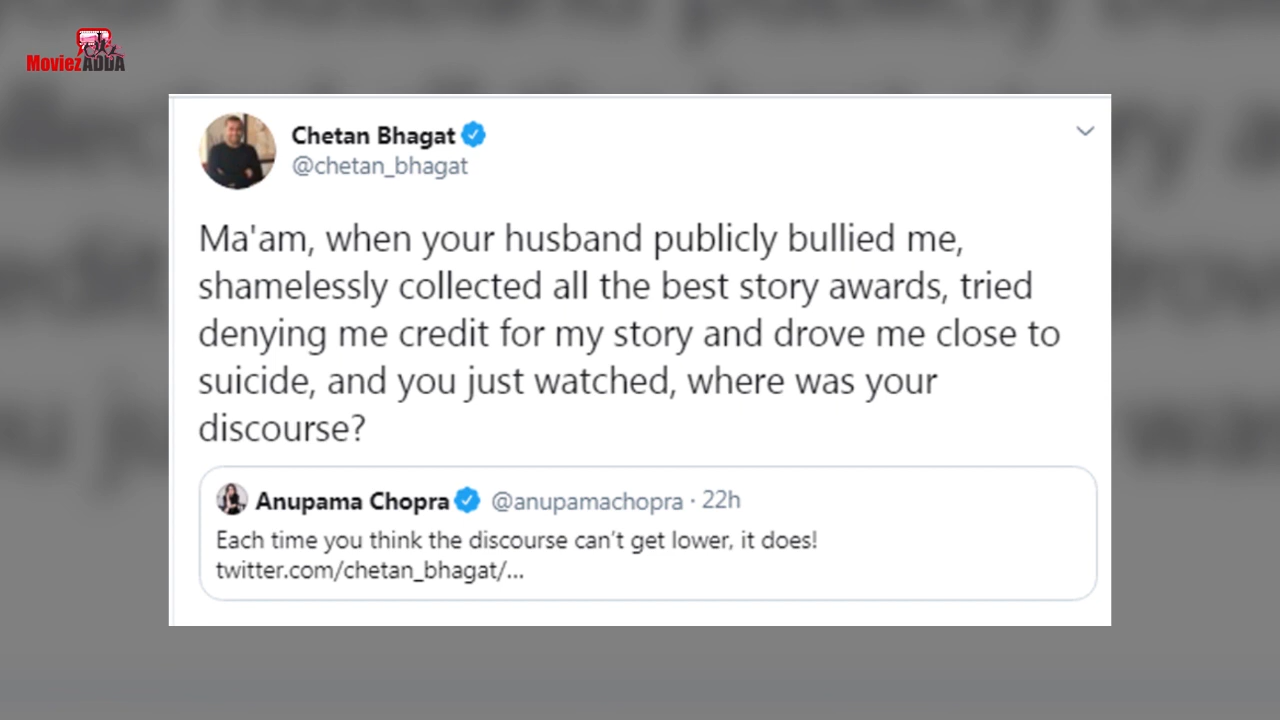 MoviezADDA
Chetan Bhagat
@chetan_bhagat
Ma'am, when your husband publicly bullied me,
shamelessly collected all the best story awards, tried
denying me credit for my story and drove me close to
suicide, and you just watched, where was your
discourse?
Anupama Chopra @anupamachopra · 22h
Each time you think the discourse can't get lower, it does!
twitter.com/chetan_bhagat/...